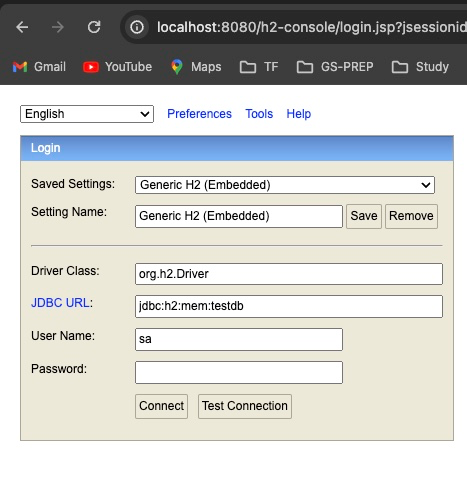 localhost:8080/h2-console/login.jsp?jsessionid
Gmail YouTube Maps TF GS-PREP Study
English Preferences Tools Help
Login
Saved Settings: Generic H2 (Embedded)
Setting Name: Generic H2 (Embedded) Save Remove
Driver Class: org.h2.Driver
JDBC URL: jdbc:h2:mem:testdb
User Name: sa
Password:
Connect Test Connection